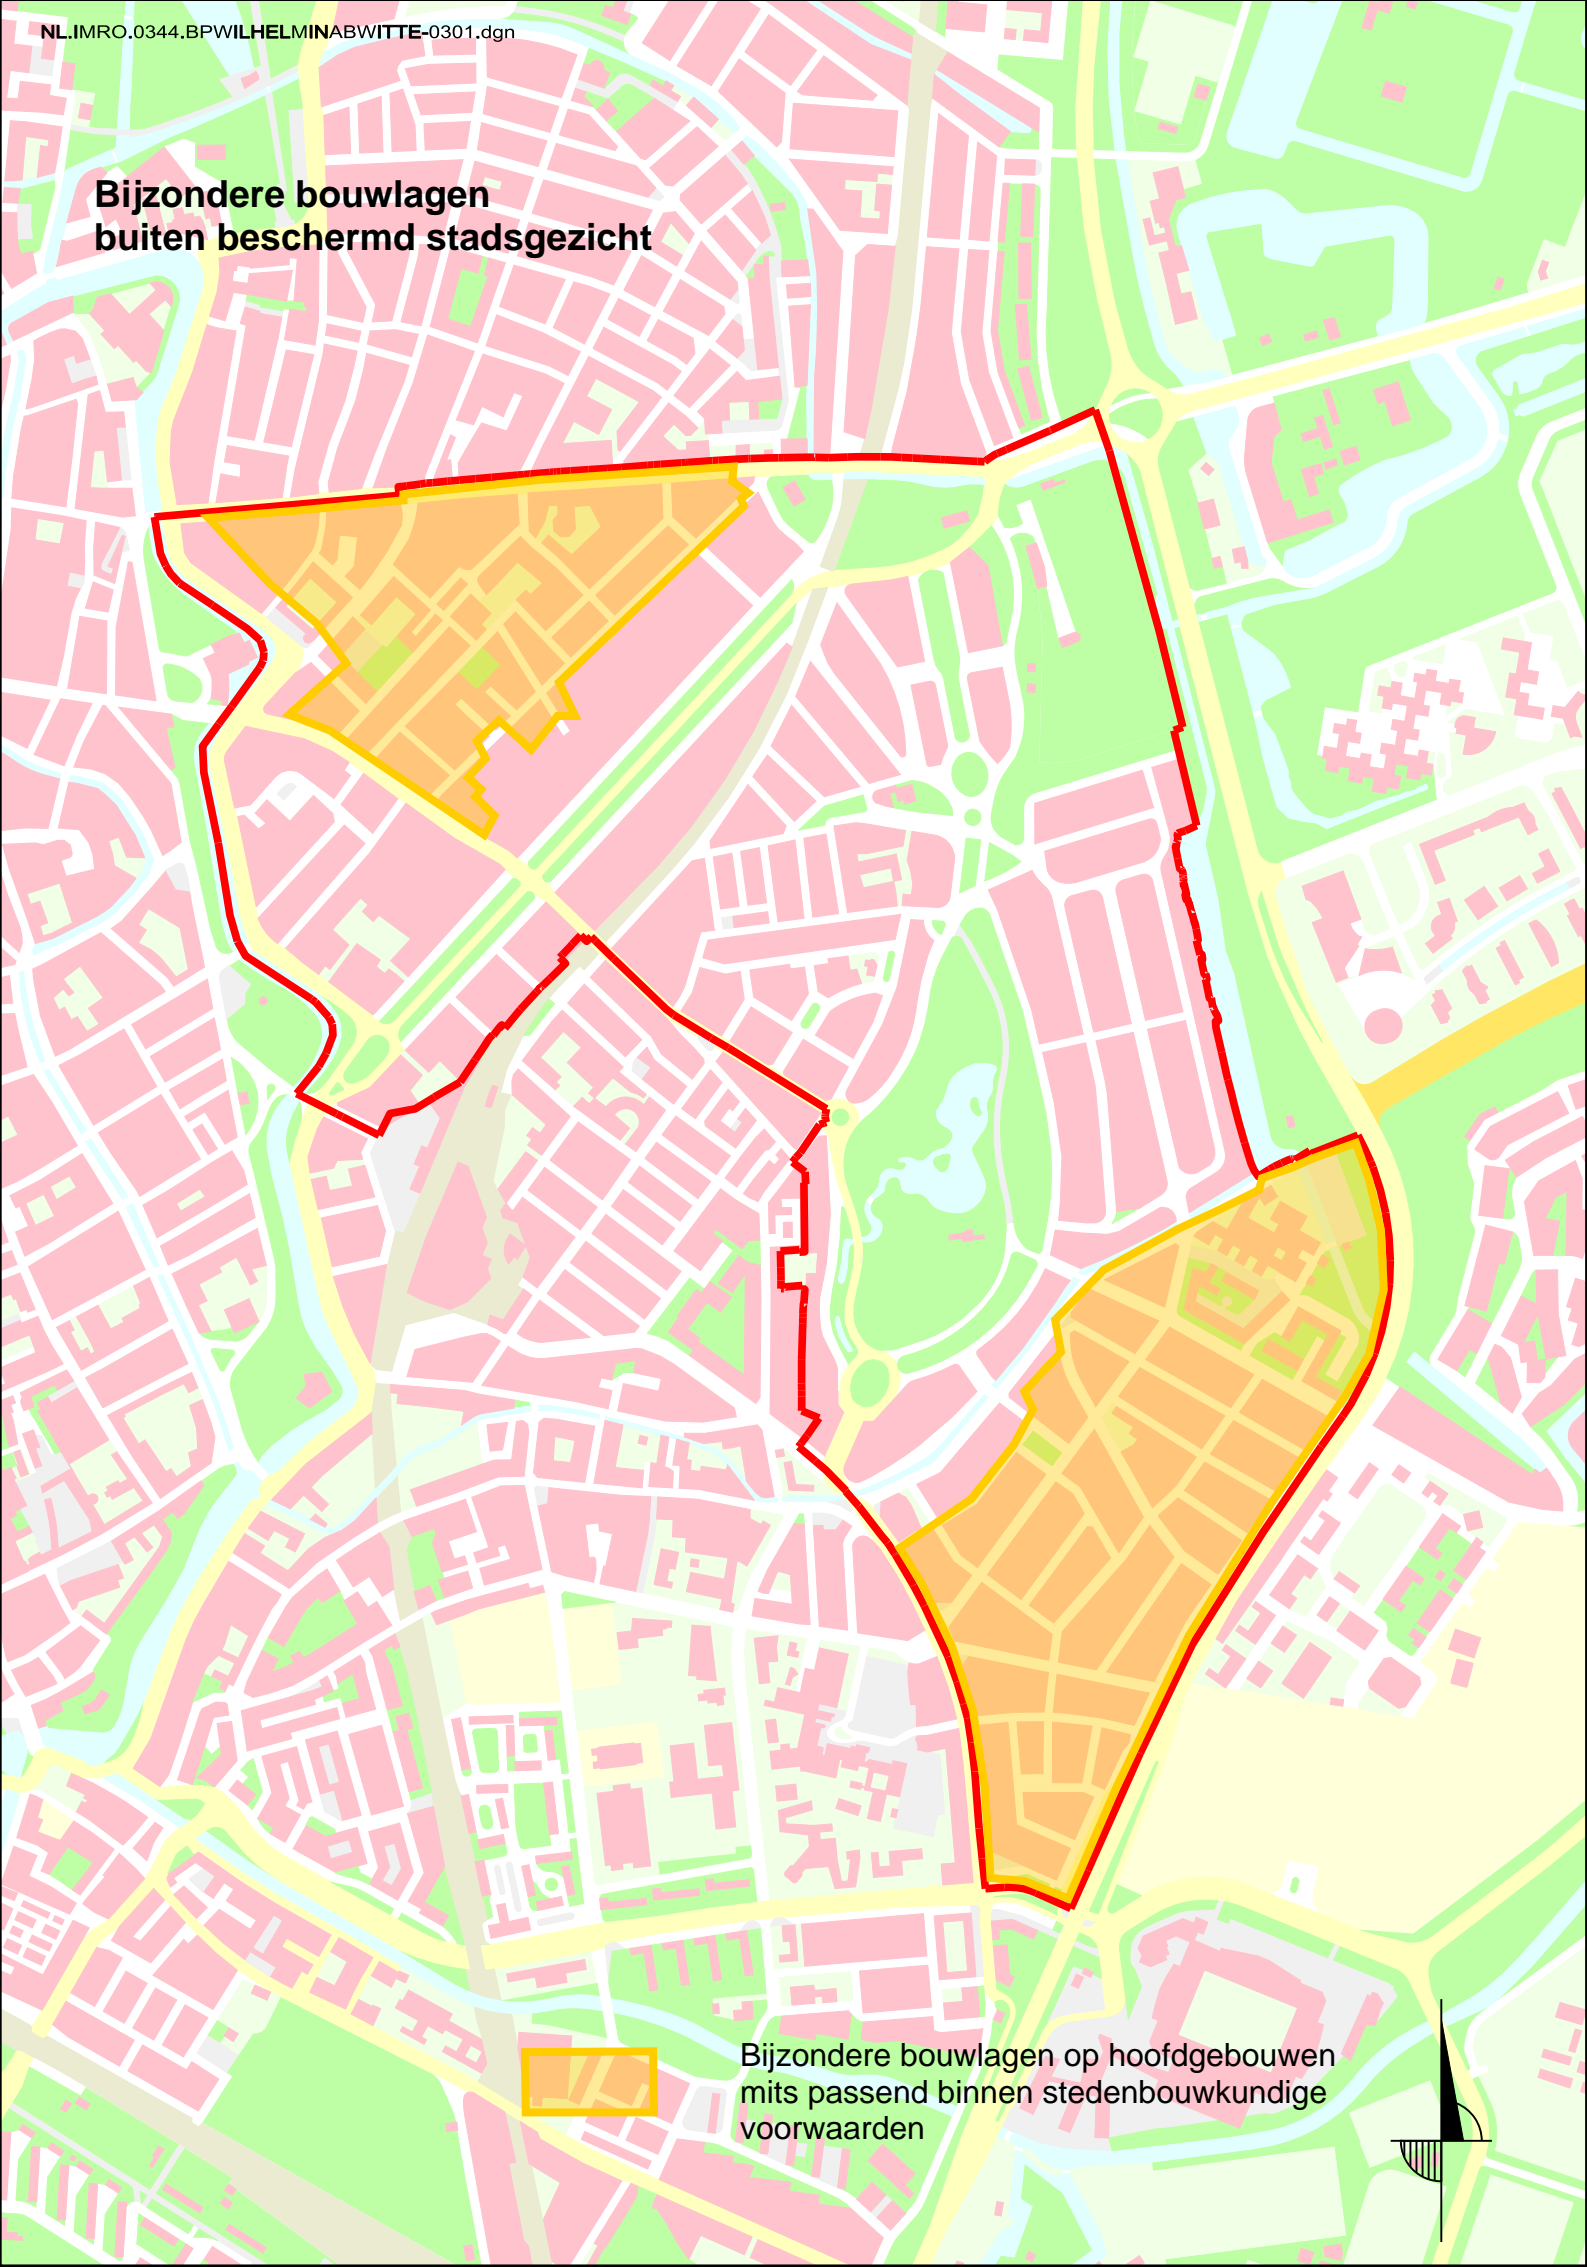 NL.IMRO.0344.BPWILHELMINABWITTE-0301.dgn
Bijzondere bouwlagen
buiten beschermd stadsgezicht
Bijzondere bouwlagen op hoofdgebouwen
mits passend binnen stedenbouwkundige
voorwaarden